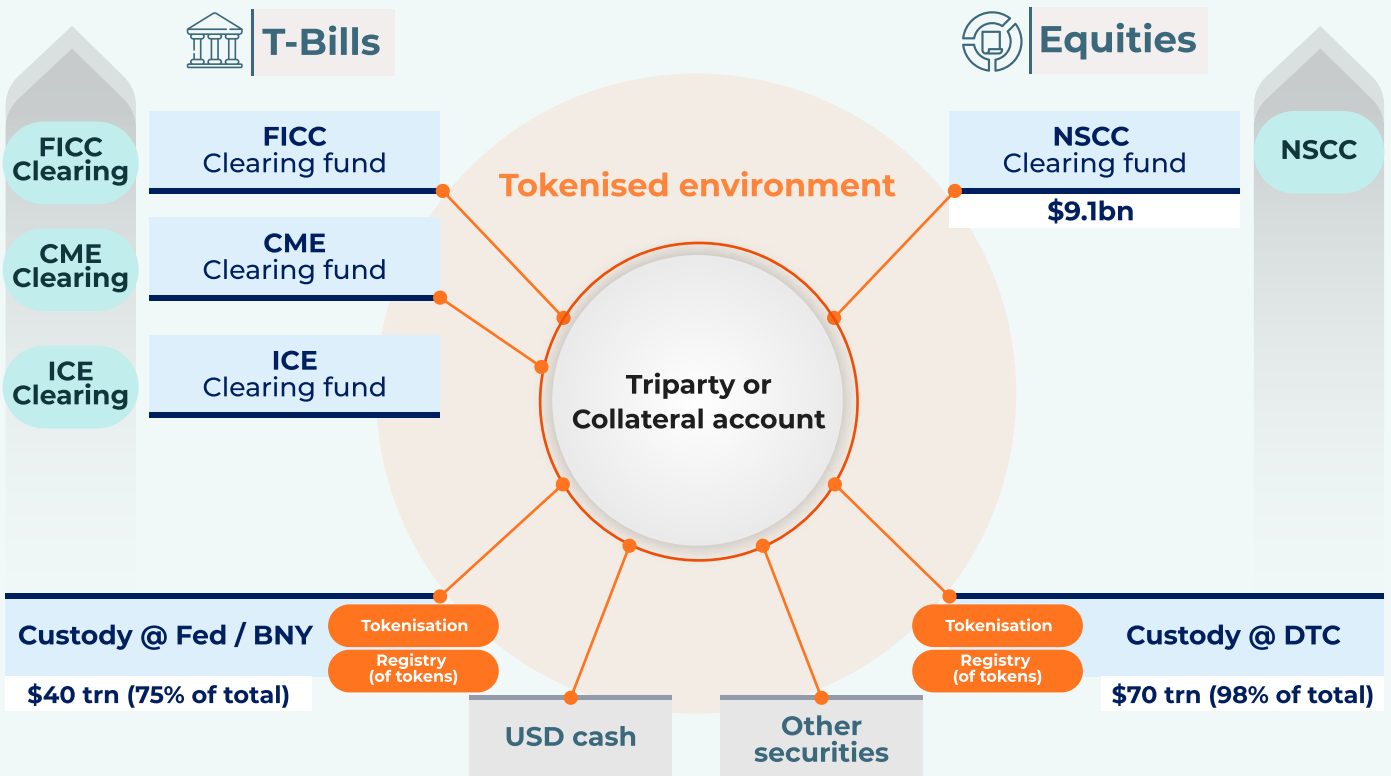 T-Bills
Equities
FICC
Clearing
FICC
Clearing fund
Tokenised environment
NSCC
Clearing fund
$9.1bn
NSCC
CME
Clearing
CME
Clearing fund
ICE
Clearing
ICE
Clearing fund
Triparty or
Collateral account
Custody @ Fed / BNY
$40 trn (75% of total)
Tokenisation
Registry
(of tokens)
USD cash
Other
securities
Tokenisation
Registry
(of tokens)
Custody @ DTC
$70 trn (98% of total)